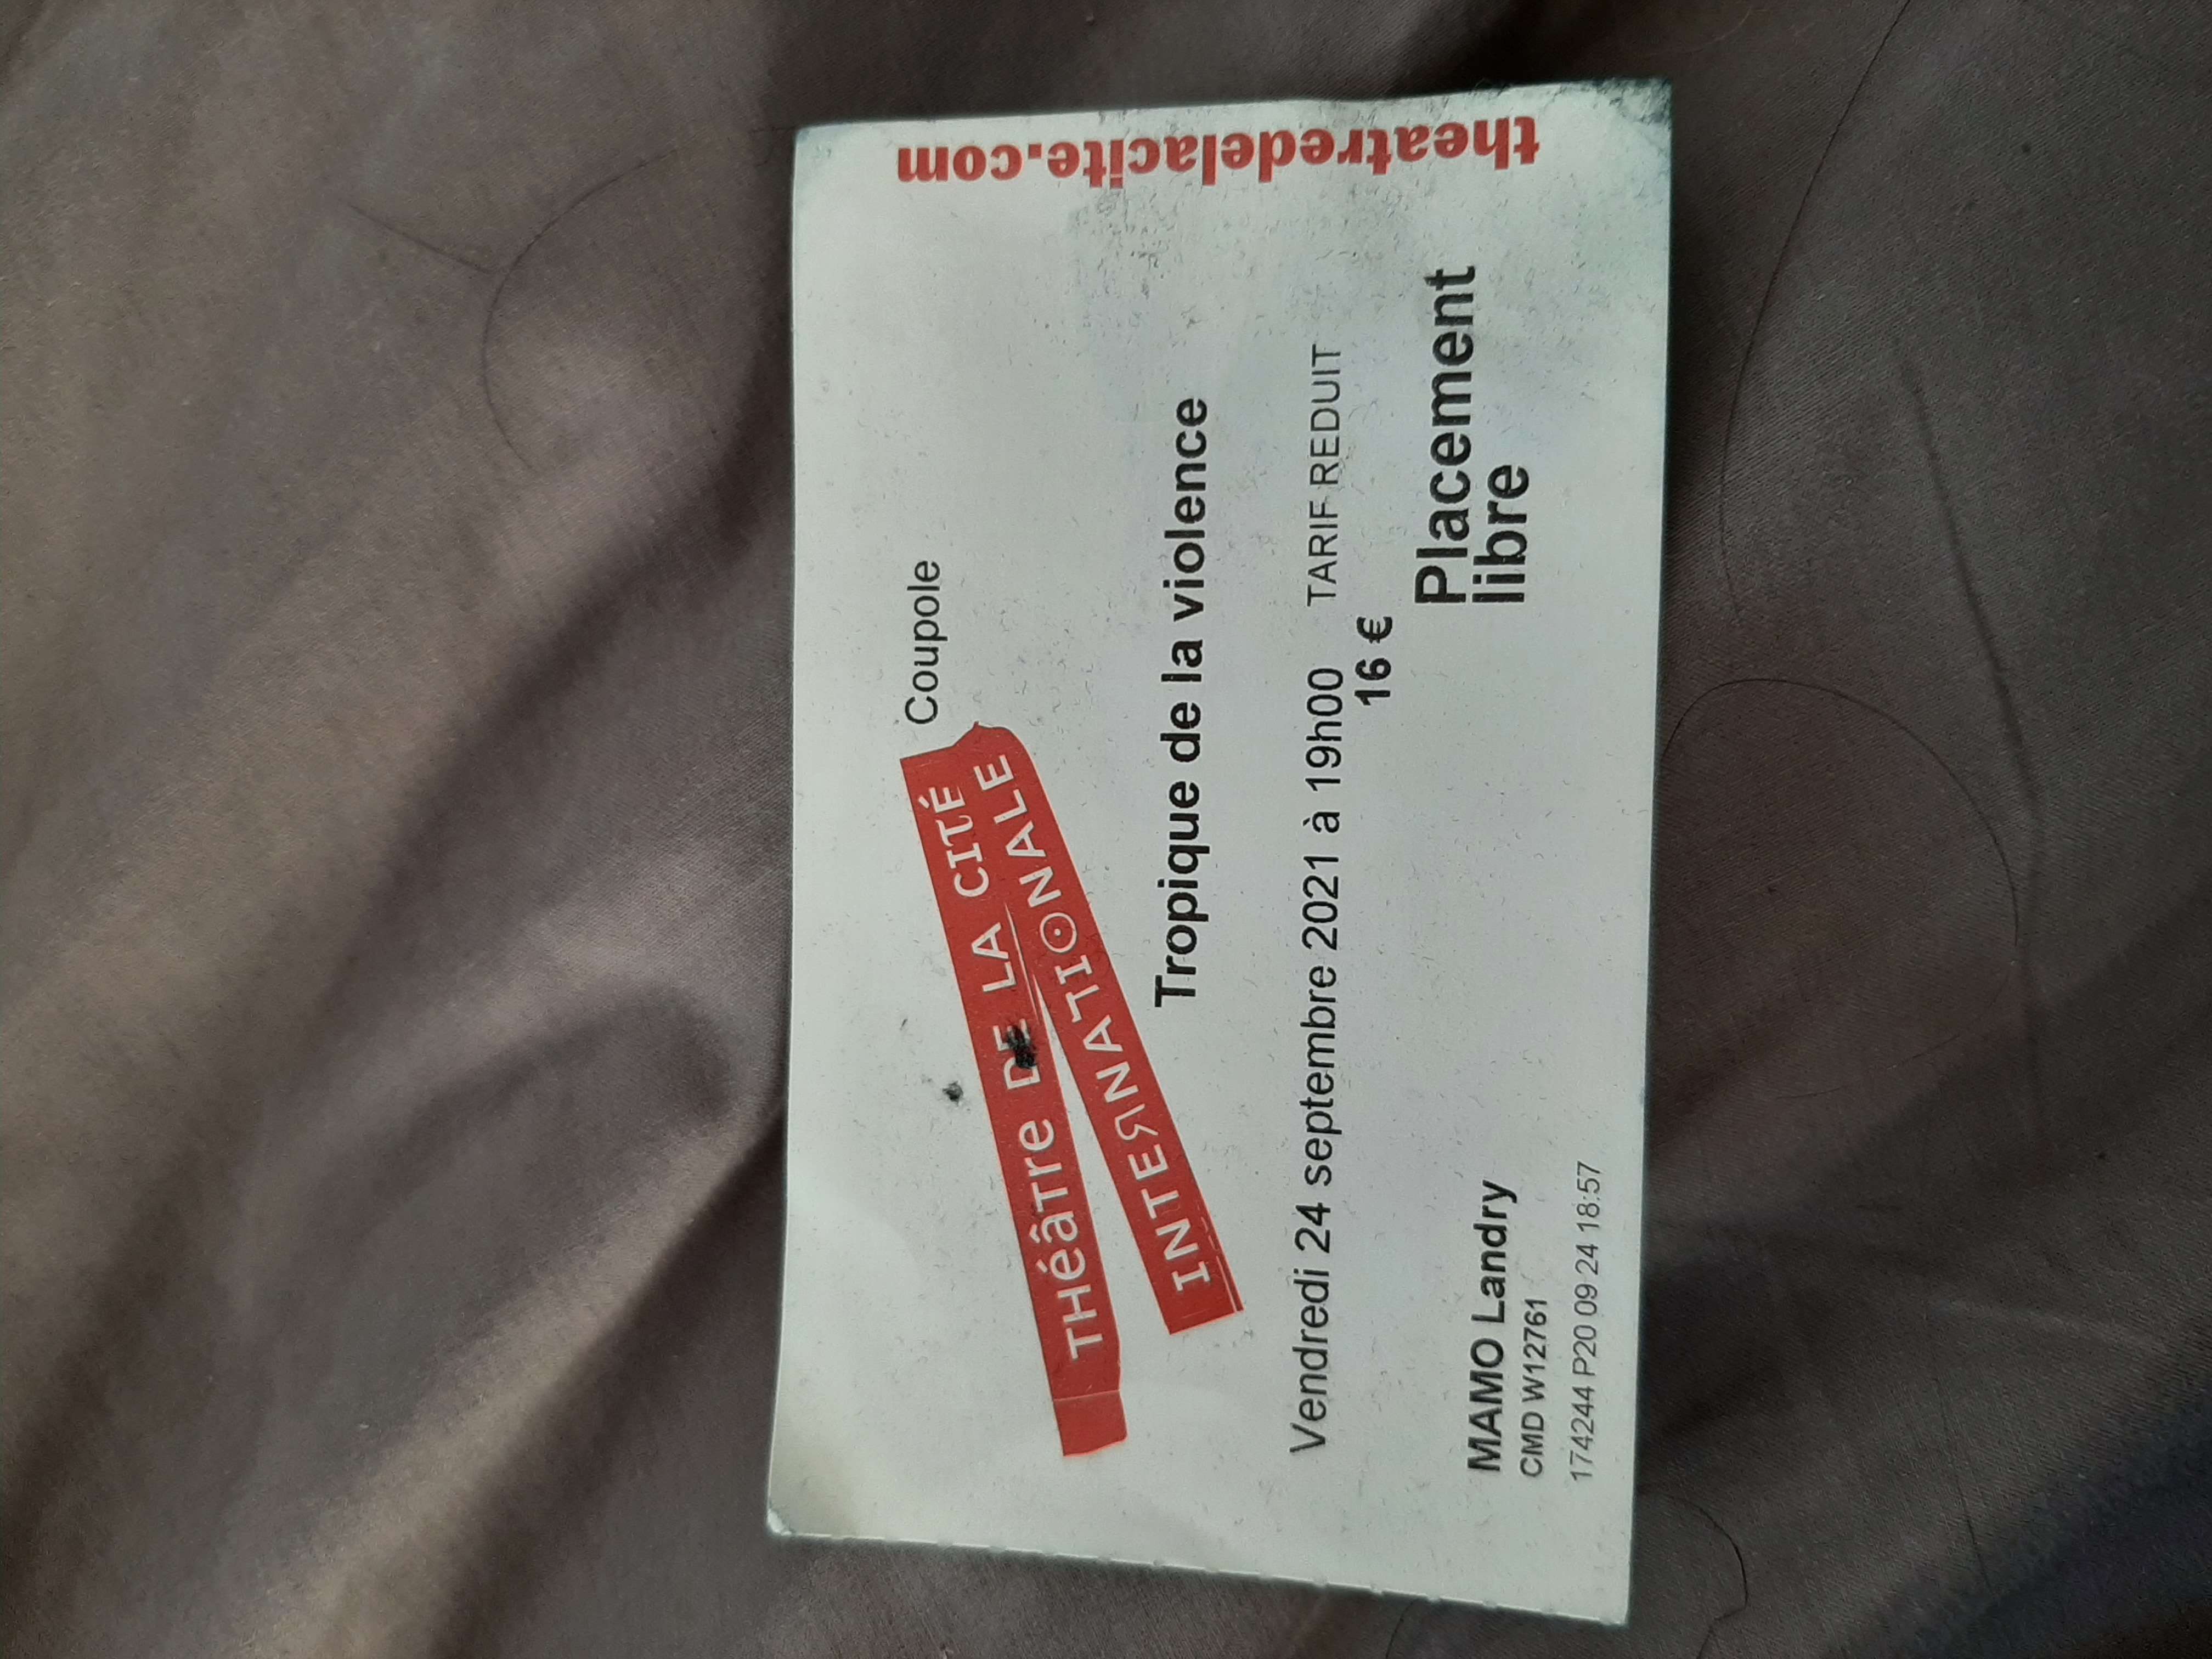 Coupole
THéâTre DE LA CITÉ
INTERNATIONALE
Tropique de la violence
Vendredi 24 septembre 2021 à 19h00 TARIF REDUIT
16 €
Placement
libre
MAMO Landry
CMD W12761
174244 P20 09 24 18:57
theatredelacite.com